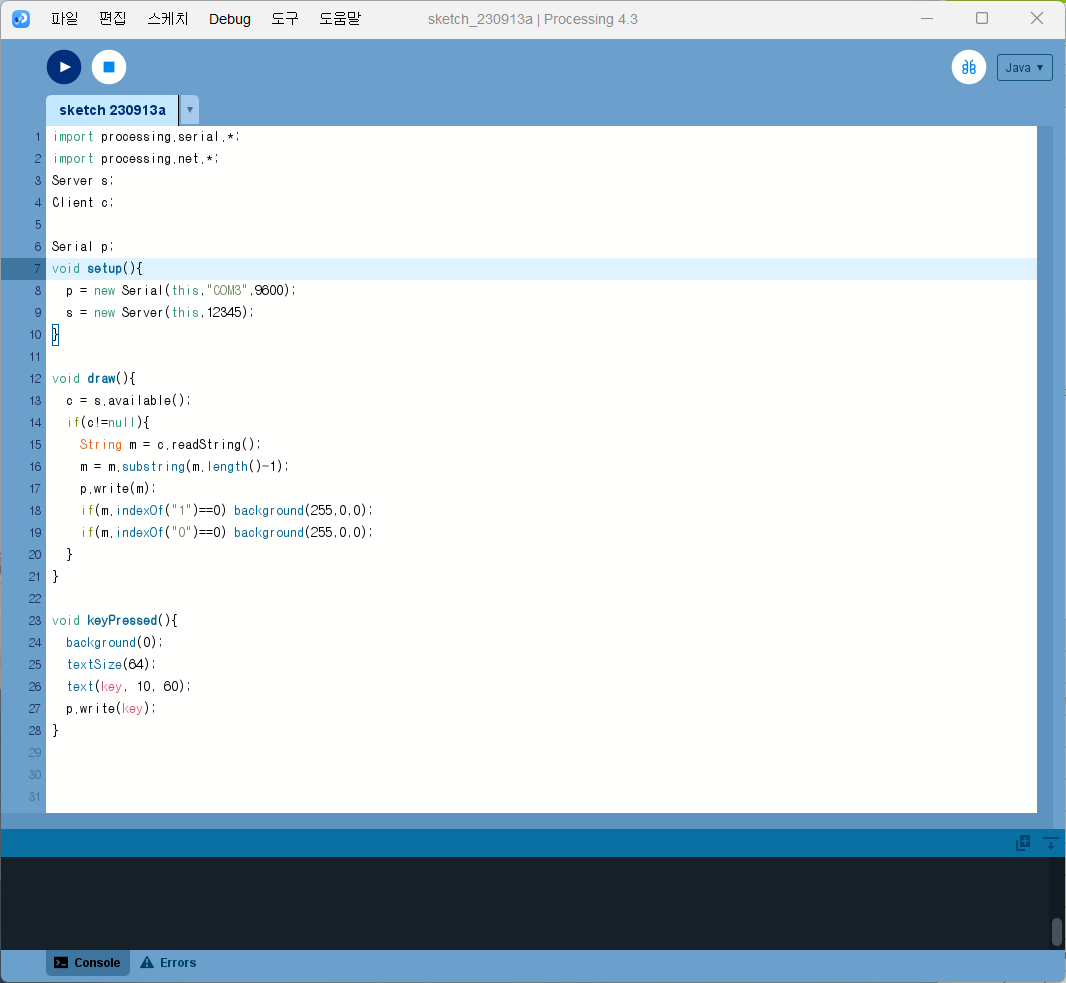 파일 편집 스케치 Debug 도구 도움말 sketch_230913a | Processing 4.3
Java ▼
sketch 230913a ▼
1 import processing.serial.*;
2 import processing.net.*;
3 Server s;
4 Client c;
5
6 Serial p;
7 void setup(){
8 p = new Serial(this,"COM3",9600);
9 s = new Server(this,12345);
10 }
11
12 void draw(){
13 c = s.available();
14 if(c!=null){
15 String m = c.readString();
16 m = m.substring(m.length()-1);
17 p.write(m);
18 if(m.indexOf("1")==0) background(255,0,0);
19 if(m.indexOf("0")==0) background(255,0,0);
20 }
21 }
22
23 void keyPressed(){
24 background(0);
25 textSize(64);
26 text(key, 10, 60);
27 p.write(key);
28 }
29
30
31
Console Errors